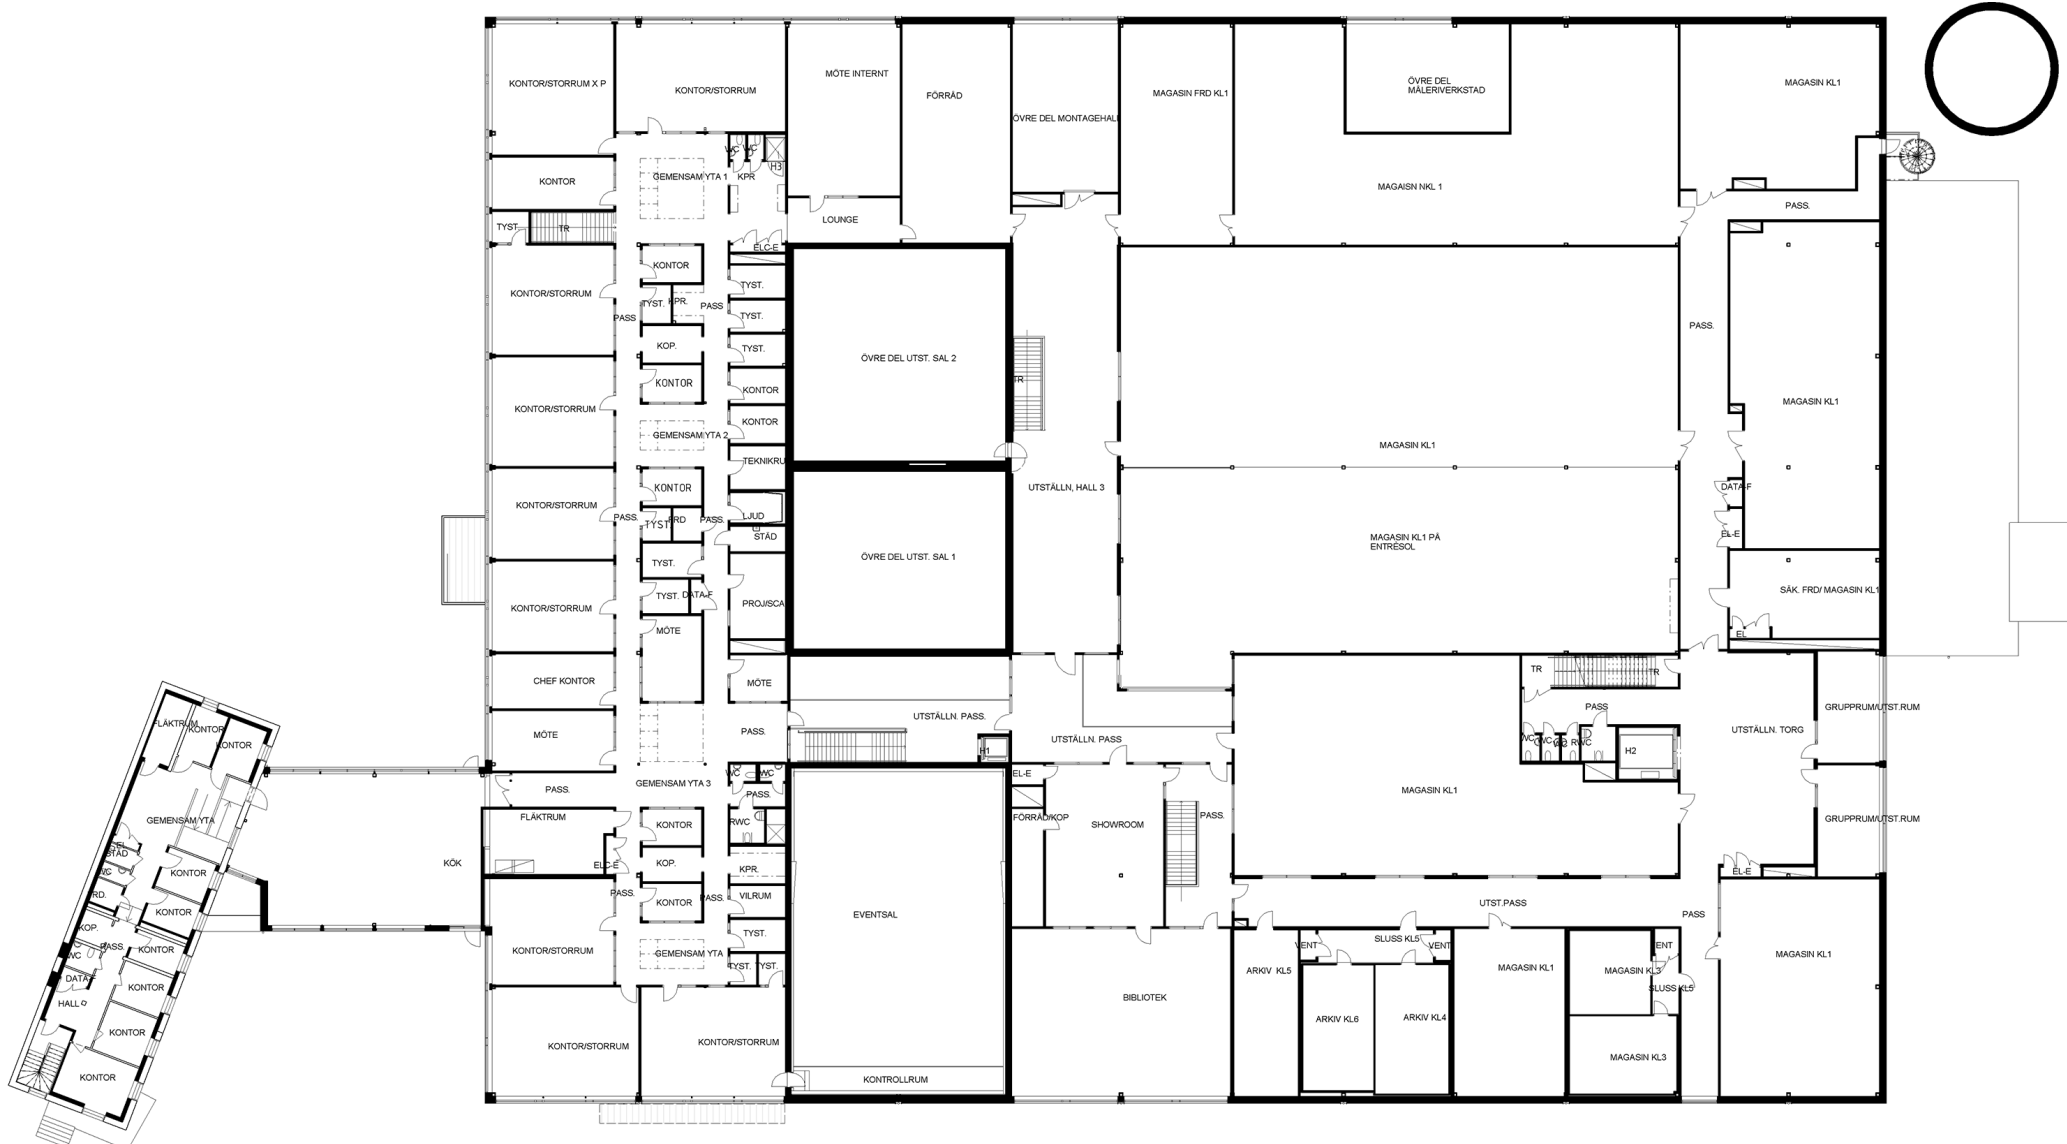 KONTOR/STORRUM X P
KONTOR/STORRUM
MÖTE INTERNT
FÖRRÅD
ÖVRE DEL MONTAGEHALL
MAGASIN FRD KL1
ÖVRE DEL
MÅLERIVERKSTAD
MAGASIN KL1
WC
WC
H3
KONTOR
GEMENSAM YTA 1
KPR
MAGAISN NKL 1
PASS.
TYST.
TR
LOUNGE
ELC-E
KONTOR
KONTOR/STORRUM
TYST.
KPR.
PASS
TYST.
PASS
TYST.
PASS.
KOP.
TYST.
ÖVRE DEL UTST. SAL 2
TR
KONTOR
KONTOR
KONTOR/STORRUM
MAGASIN KL1
KONTOR
GEMENSAM YTA 2
MAGASIN KL1
TEKNIKRU
KONTOR
UTSTÄLLN, HALL 3
DATA-F
KONTOR/STORRUM
PASS.
TYST.
FRD
PASS.
LJUD
STÄD
EL-E
MAGASIN KL1 PÅ
ENTRÉSOL
ÖVRE DEL UTST. SAL 1
TYST.
TYST.
DATA-F
PROJ/SCA
SÄK. FRD/ MAGASIN KL1
KONTOR/STORRUM
MÖTE
EL
CHEF KONTOR
MÖTE
TR
TR
PASS
GRUPPRUM/UTST.RUM
UTSTÄLLN. PASS.
FLÄKTRUM
KONTOR
KONTOR
MÖTE
PASS.
UTSTÄLLN. PASS
H1
WC
WC
WC
RWC
H2
UTSTÄLLN. TORG
EL-E
WC
WC
PASS.
GEMENSAM YTA 3
PASS.
MAGASIN KL1
GEMENSAM YTA
FLÄKTRUM
KONTOR
RWC
FÖRRÅD/KOP
SHOWROOM
PASS.
GRUPPRUM/UTST.RUM
EL
STÄD
WC
KONTOR
KÖK
ELC-E
KOP.
KPR.
EL-E
RD.
KONTOR
PASS.
KONTOR
PASS.
VILRUM
EVENTSAL
UTST.PASS
PASS
KOP.
PASS.
KONTOR
WC
KONTOR/STORRUM
GEMENSAM YTA
TYST.
TYST.
TYST.
VENT
SLUSS KL5
VENT
ENT
DATA-F
KONTOR
ARKIV KL5
MAGASIN KL1
MAGASIN KL3
SLUSS KL5
MAGASIN KL1
HALL
BIBLIOTEK
KONTOR
ARKIV KL6
ARKIV KL4
KONTOR/STORRUM
KONTOR/STORRUM
MAGASIN KL3
KONTOR
KONTROLLRUM